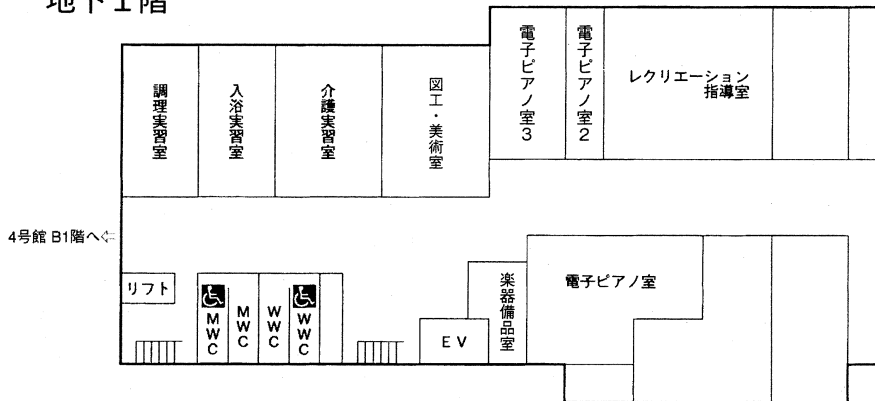 地下1階
調理実習室
入浴実習室
介護実習室
図工・美術室
電子ピアノ室3
電子ピアノ室2
レクリエーション
指導室
4号館 B1階へ⇦
リフト
MWC
MWC
WWC
WWC
EV
楽器備品室
電子ピアノ室